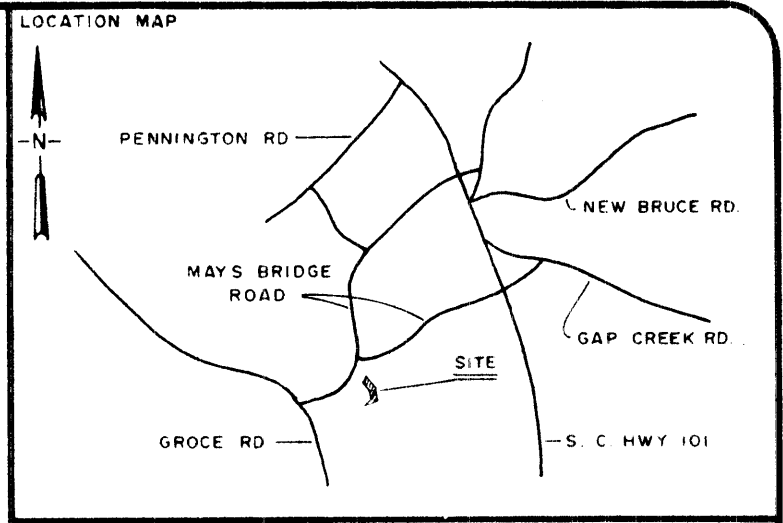 LOCATION MAP
-N-
PENNINGTON RD
NEW BRUCE RD.
MAYS BRIDGE
ROAD
GAP CREEK RD.
SITE
GROCE RD
S. C. HWY 101